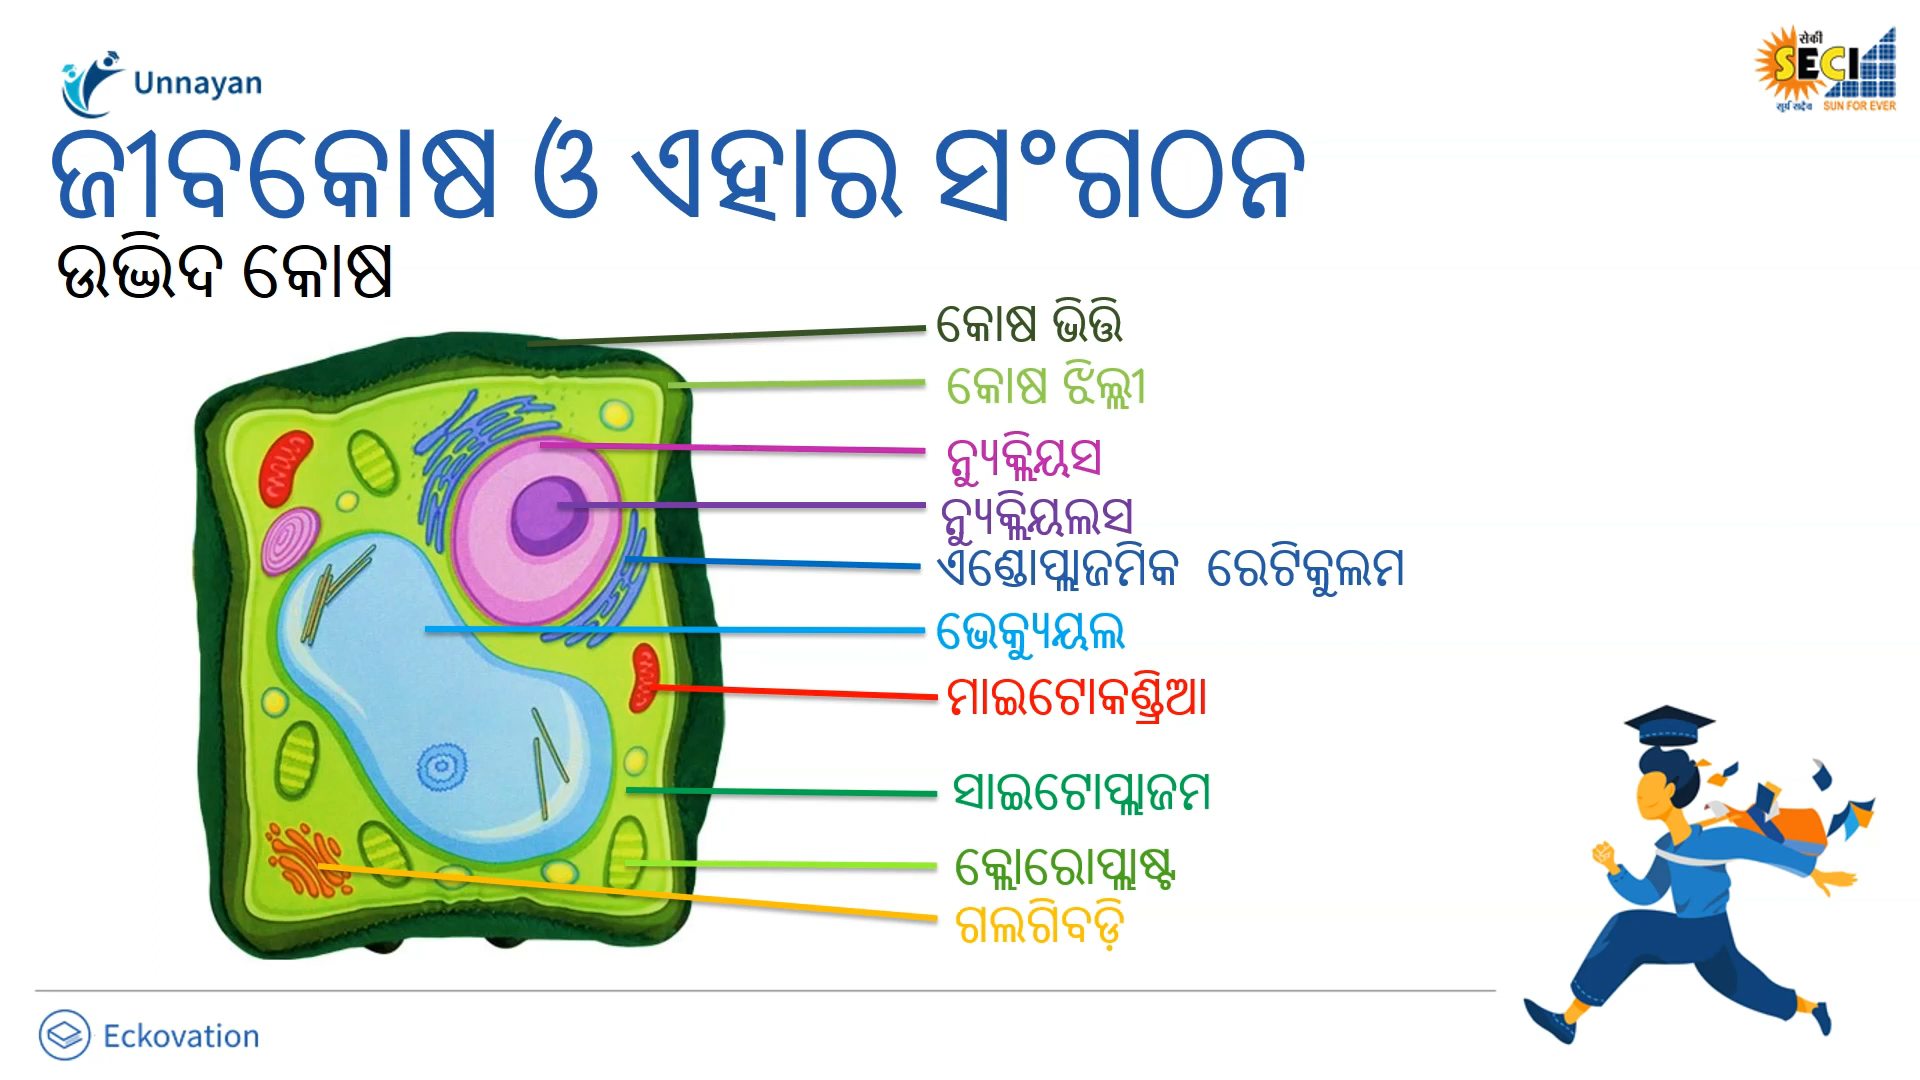 Unnayan
सेकी
SECI
सूर्य सदैव SUN FOR EVER
ଜୀବକୋଷ ଓ ଏହାର ସଂଗଠନ
ଉଦ୍ଭିଦ କୋଷ
କୋଷ ଭିତ୍ତି
କୋଷ ଝିଲ୍ଲୀ
ନ୍ୟୁକ୍ଲିୟସ
ନ୍ୟୁକ୍ଲିୟଲସ
ଏଣ୍ଡୋପ୍ଲାଜମିକ ରେଟିକୁଲମ
ଭେକ୍ୟୁୟଲ
ମାଇଟୋକଣ୍ଡ୍ରିଆ
ସାଇଟୋପ୍ଲାଜମ
କ୍ଲୋରୋପ୍ଲାଷ୍ଟ
ଗଲଗିବଡ଼ି
Eckovation